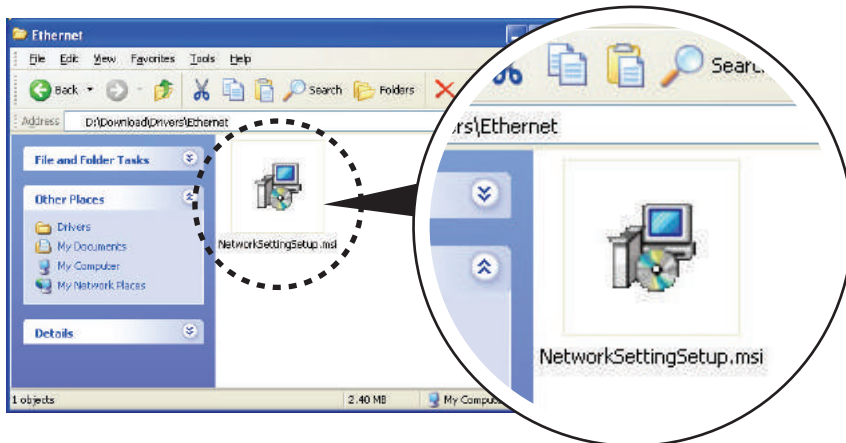 Ethernet
File Edit View Favorites Tools Help
Back Search Folders
Address D:\Download\Drivers\Ethernet
File and Folder Tasks
Other Places
Drivers
My Documents
My Computer
My Network Places
Details
NetworkSettingSetup.msi
1 objects 2.40 MB My Compute
Searc
rs\Ethernet
NetworkSettingSetup.msi